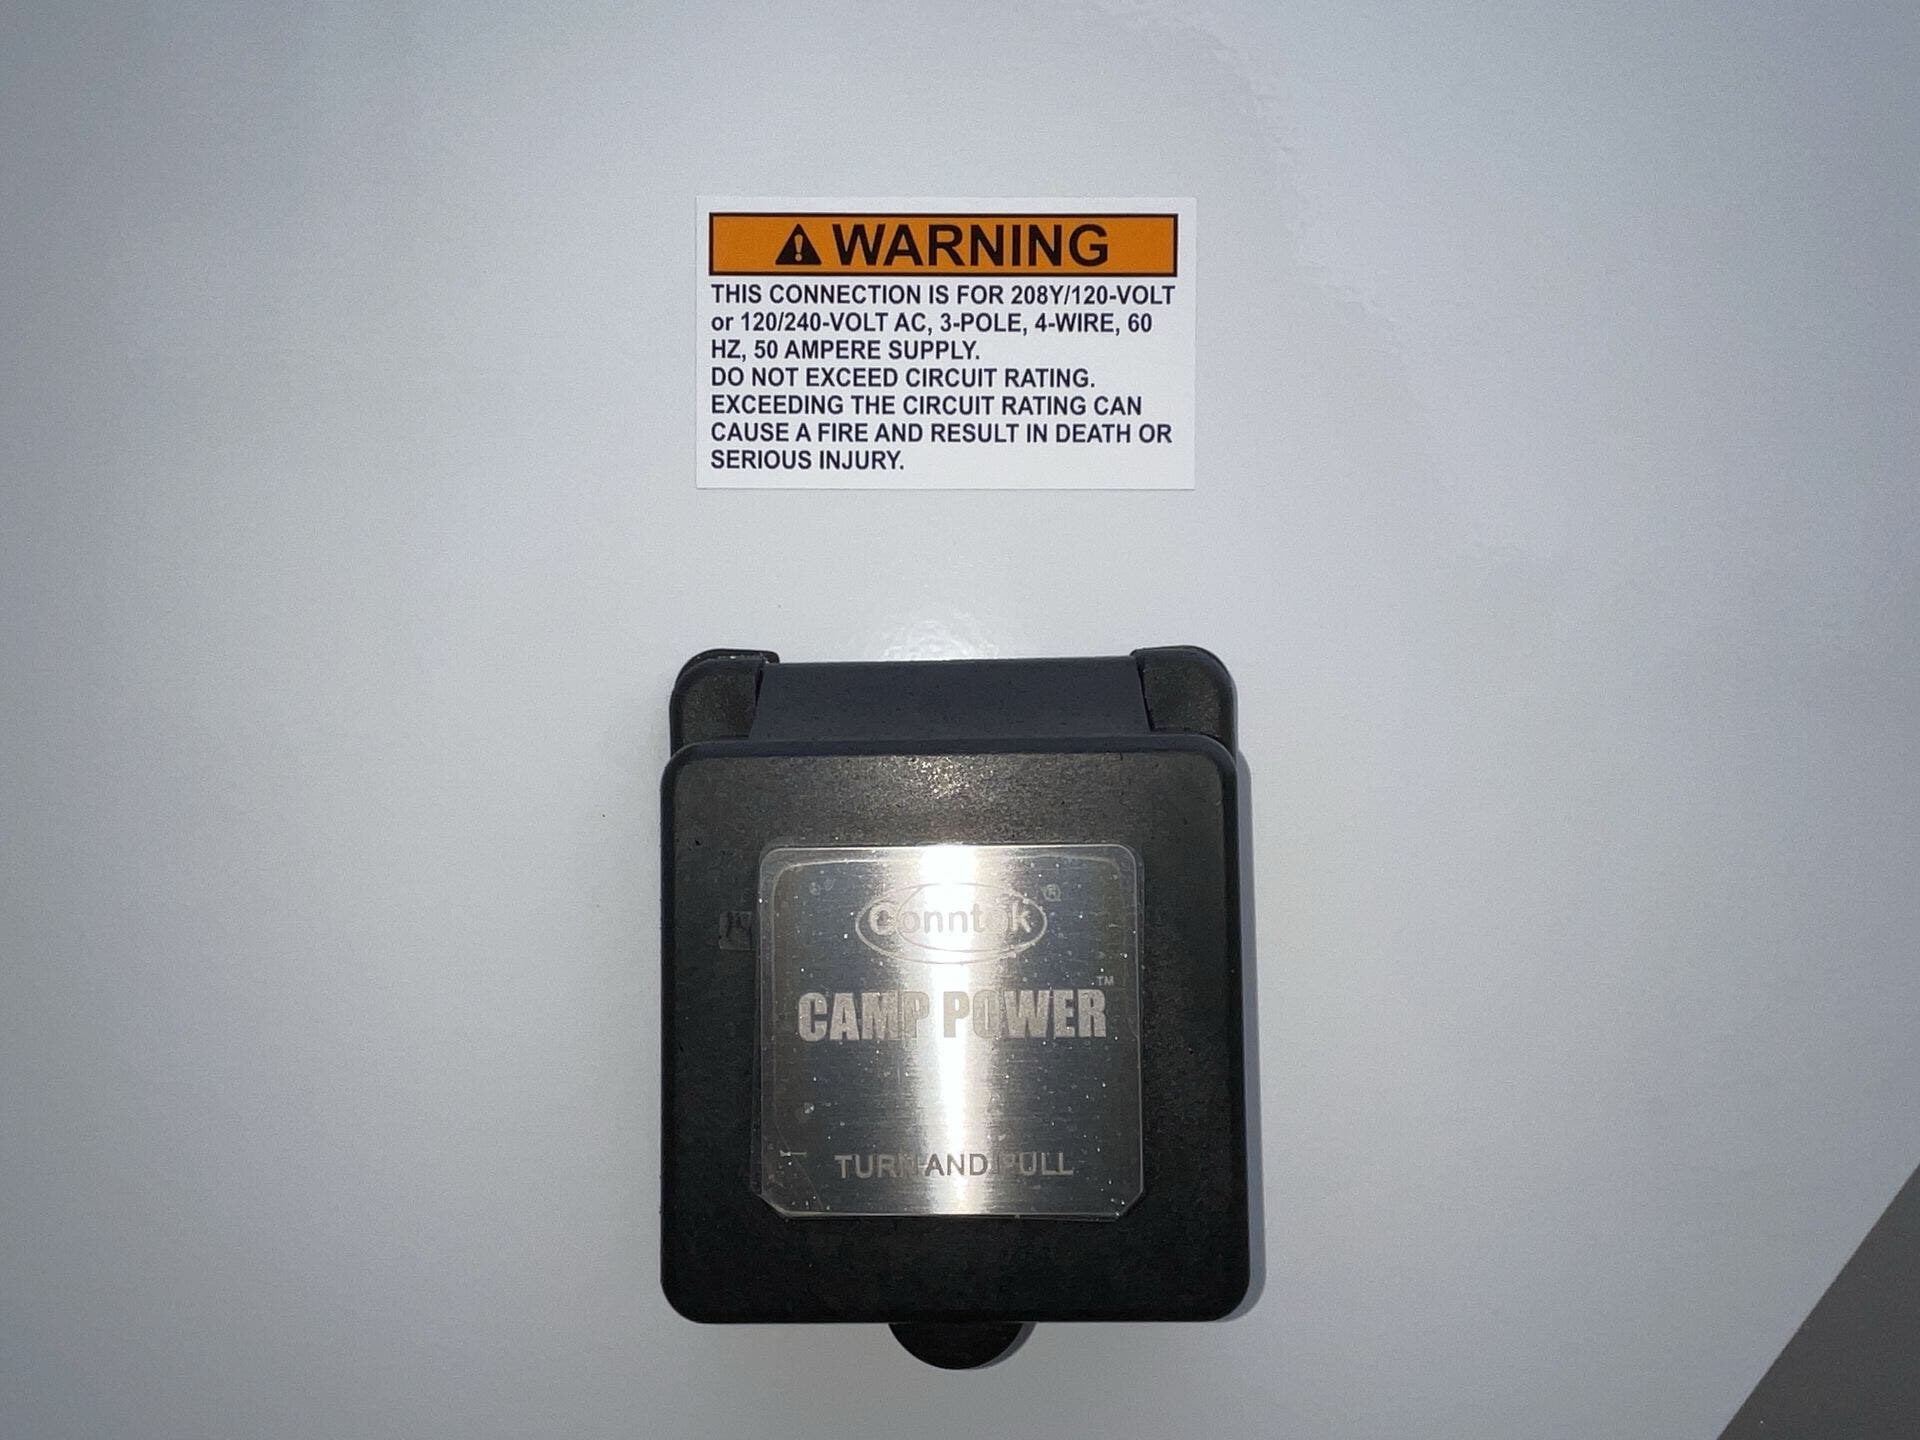 WARNING
THIS CONNECTION IS FOR 208Y/120-VOLT
or 120/240-VOLT AC, 3-POLE, 4-WIRE, 60
HZ, 50 AMPERE SUPPLY.
DO NOT EXCEED CIRCUIT RATING.
EXCEEDING THE CIRCUIT RATING CAN
CAUSE A FIRE AND RESULT IN DEATH OR
SERIOUS INJURY.
Conntek®
CAMP POWER™
TURN AND PULL